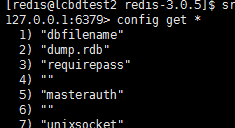 [redis@lcbdtest2 redis-3.0.5]$ sr
127.0.0.1:6379> config get *
1) "dbfilename"
2) "dump.rdb"
3) "requirepass"
4) ""
5) "masterauth"
6) ""
7) "unixsocket"